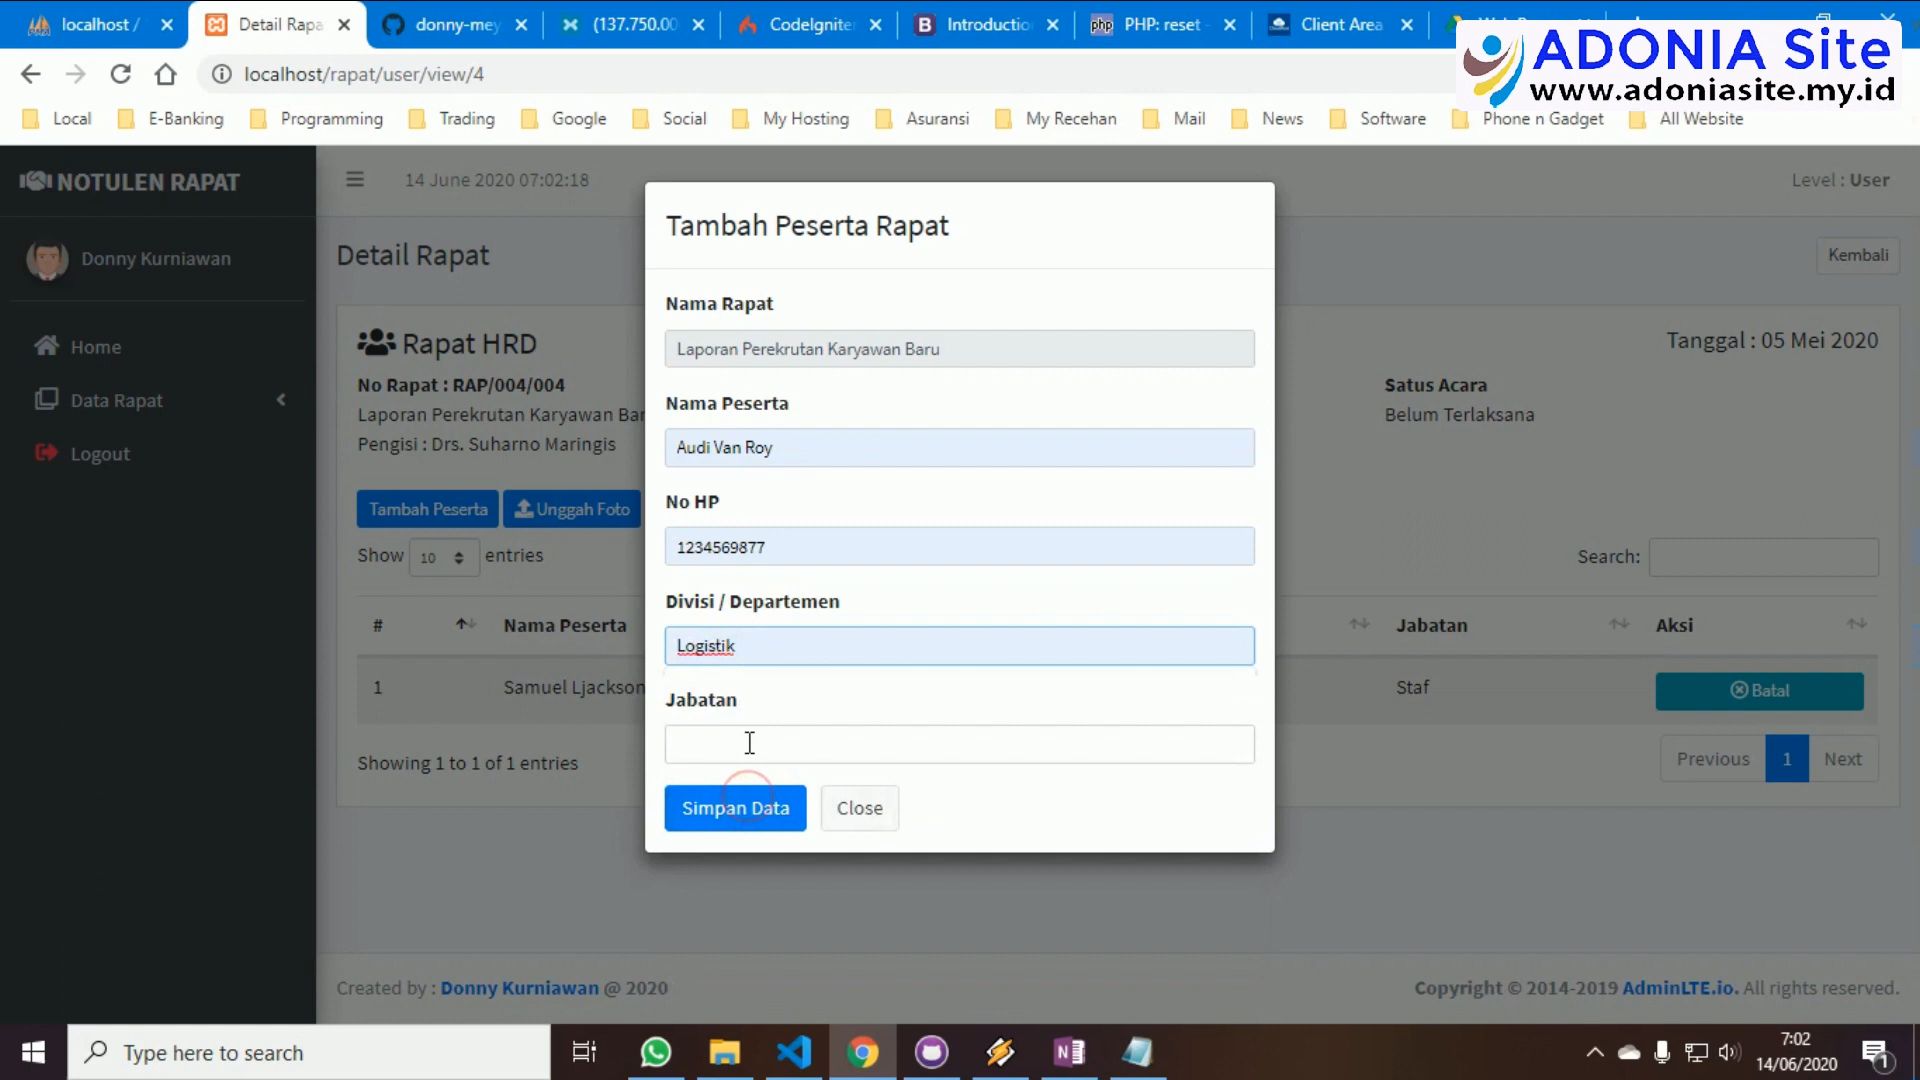 localhost /
Detail Rapa
donny-mey
(137.750.00
CodeIgnite
Introductio
PHP: reset -
Client Area
ADONIA Site
www.adoniasite.my.id
localhost/rapat/user/view/4
Local
E-Banking
Programming
Trading
Google
Social
My Hosting
Asuransi
My Recehan
Mail
News
Software
Phone n Gadget
All Website
NOTULEN RAPAT
14 June 2020 07:02:18
Level : User
Donny Kurniawan
Home
Data Rapat
Logout
Detail Rapat
Kembali
Rapat HRD
Tanggal : 05 Mei 2020
No Rapat : RAP/004/004
Laporan Perekrutan Karyawan Bar
Pengisi : Drs. Suharno Maringis
Satus Acara
Belum Terlaksana
Tambah Peserta
Unggah Foto
Show 10 entries
Search:
# Nama Peserta Jabatan Aksi
1 Samuel Ljackson Staf Batal
Showing 1 to 1 of 1 entries
Previous 1 Next
Tambah Peserta Rapat
Nama Rapat
Laporan Perekrutan Karyawan Baru
Nama Peserta
Audi Van Roy
No HP
1234569877
Divisi / Departemen
Logistik
Jabatan
Simpan Data
Close
Created by : Donny Kurniawan @ 2020
Copyright © 2014-2019 AdminLTE.io. All rights reserved.
Type here to search
N
7:02
14/06/2020
1